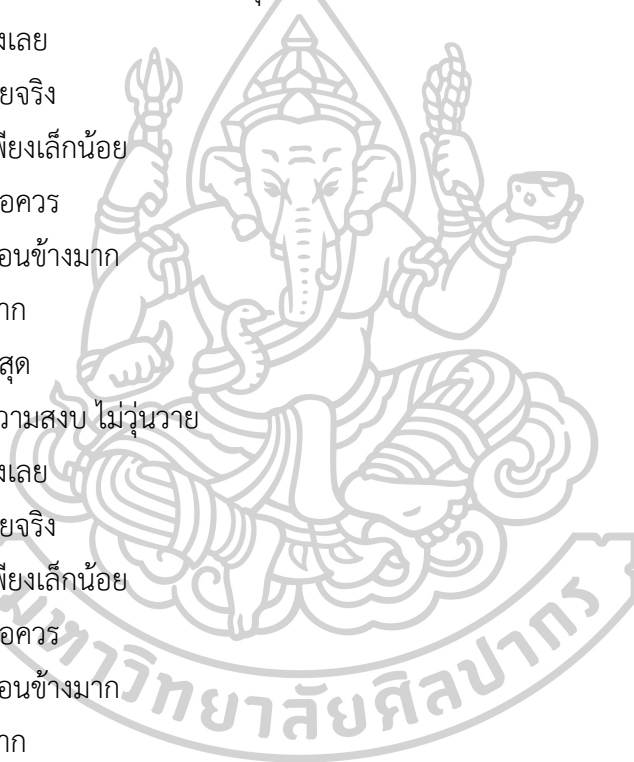 งเลย
ยจริง
พียงเล็กน้อย
อควร
อนข้างมาก
าก
สุด
วามสงบ ไม่วุ่นวาย
งเลย
ยจริง
พียงเล็กน้อย
อควร
อนข้างมาก
าก
มหาวิทยาลัยศิลปากร